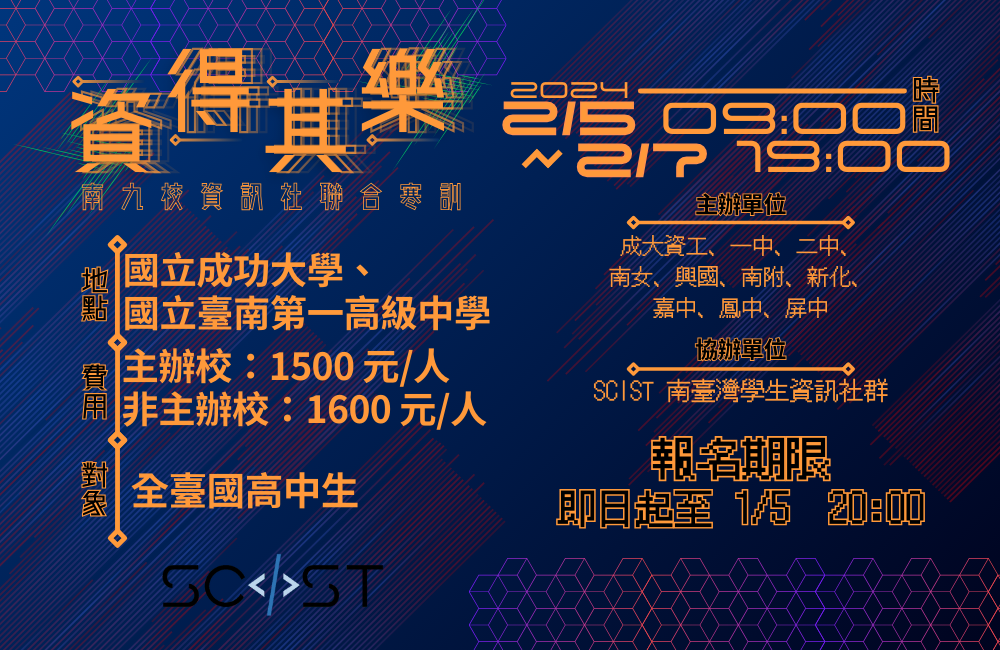 資得其樂
南九校資訊社聯合寒訓
地點
國立成功大學、
國立臺南第一高級中學
費用
主辦校：1500 元/人
非主辦校：1600 元/人
對象
全臺國高中生
SC</>ST
時間
2024
2/5 09:00
~ 2/7 19:00
主辦單位
成大資工、一中、二中、
南女、興國、南附、新化、
嘉中、鳳中、屏中
協辦單位
SCIST 南臺灣學生資訊社群
報名期限
即日起至 1/5 20:00